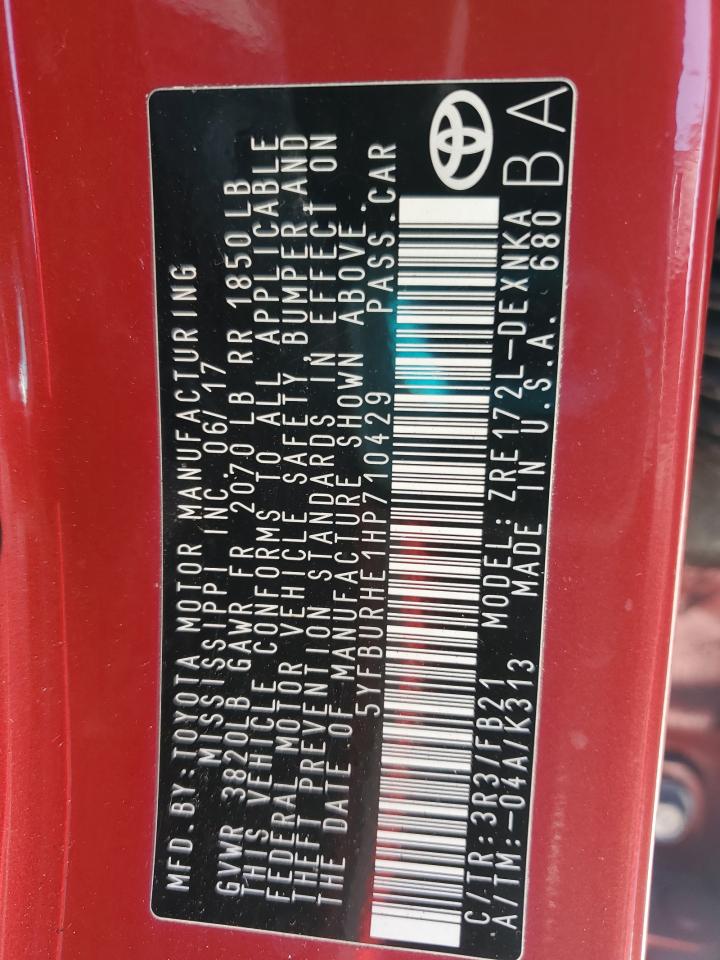 MFD.BY:TOYOTA MOTOR MANUFACTURING
MISSISSIPPI INC. 06/17
GVWR 3820LB GAWR FR 2070 LB RR 1850LB
THIS VEHICLE CONFORMS TO ALL APPLICABLE
FEDERAL MOTOR VEHICLE SAFETY, BUMPER, AND
THEFT PREVENTION STANDARDS IN EFFECT ON
THE DATE OF MANUFACTURE SHOWN ABOVE.
5YFBURHE1HP710429 PASS.CAR
C/TR:3R3/FB21 MODEL:ZRE172L-DEXNKA
A/TM:-04A/K313 MADE IN U.S.A. 680 BA